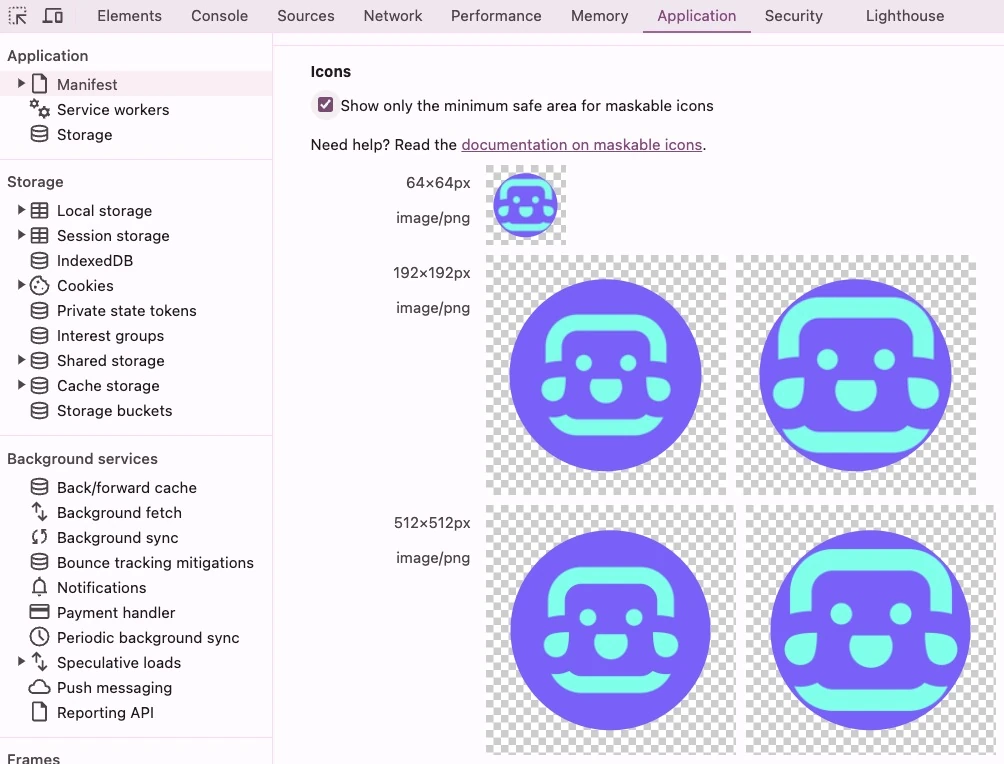 Elements Console Sources Network Performance Memory Application Security Lighthouse
Application
Manifest
Service workers
Storage
Storage
Local storage
Session storage
IndexedDB
Cookies
Private state tokens
Interest groups
Shared storage
Cache storage
Storage buckets
Background services
Back/forward cache
Background fetch
Background sync
Bounce tracking mitigations
Notifications
Payment handler
Periodic background sync
Speculative loads
Push messaging
Reporting API
Frames
Icons
Show only the minimum safe area for maskable icons
Need help? Read the documentation on maskable icons.
64×64px
image/png
192×192px
image/png
512×512px
image/png